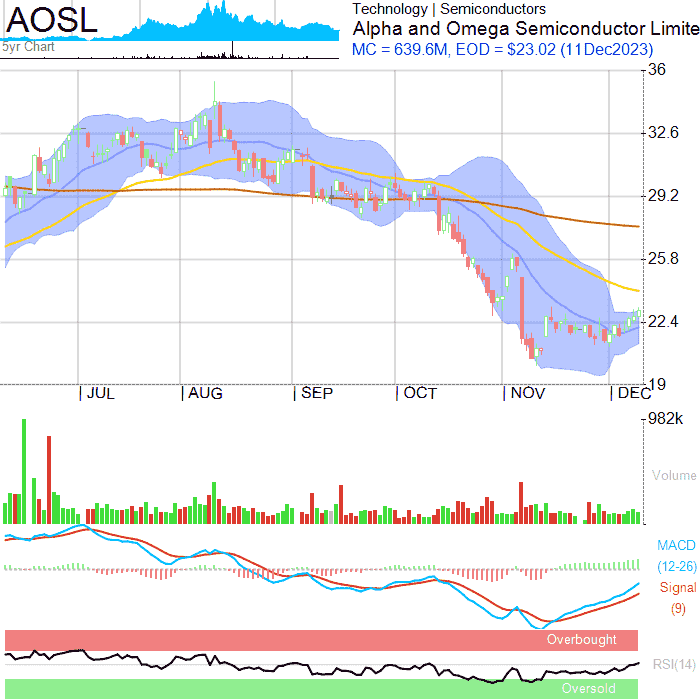 AOSL
5yr Chart
Technology | Semiconductors
Alpha and Omega Semiconductor Limite
MC = 639.6M, EOD = $23.02 (11Dec2023)
36
32.6
29.2
25.8
22.4
19
| JUL | AUG | SEP | OCT | NOV | DEC
982k
Volume
MACD
(12-26)
Signal
(9)
Overbought
RSI(14)
Oversold